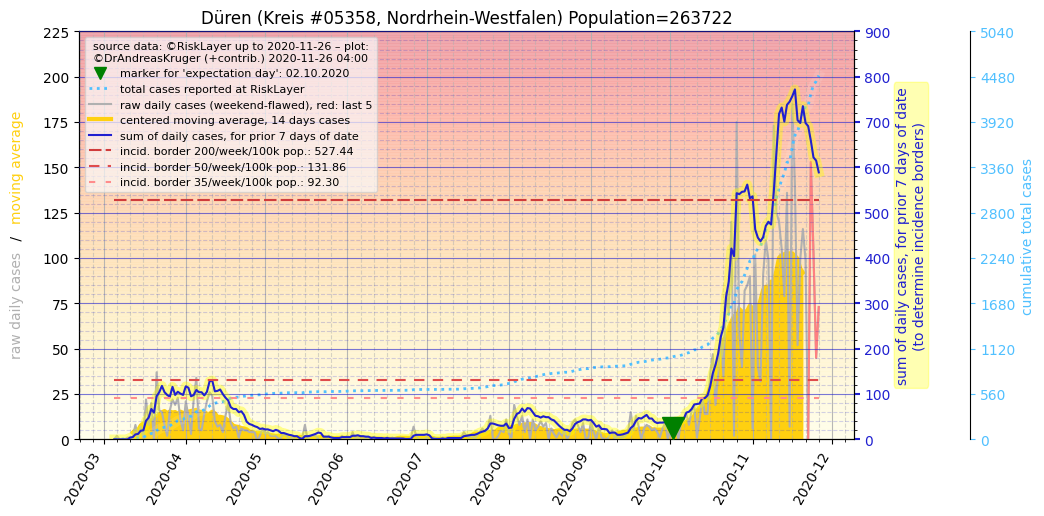 Düren (Kreis #05358, Nordrhein-Westfalen) Population=263722
source data: ©RiskLayer up to 2020-11-26 – plot:
©DrAndreasKruger (+contrib.) 2020-11-26 04:00
marker for 'expectation day': 02.10.2020
total cases reported at RiskLayer
raw daily cases (weekend-flawed), red: last 5
centered moving average, 14 days cases
sum of daily cases, for prior 7 days of date
incid. border 200/week/100k pop.: 527.44
incid. border 50/week/100k pop.: 131.86
incid. border 35/week/100k pop.: 92.30
raw daily cases / moving average
225
200
175
150
125
100
75
50
25
0
900
800
700
600
500
400
300
200
100
0
sum of daily cases, for prior 7 days of date
(to determine incidence borders)
5040
4480
3920
3360
2800
2240
1680
1120
560
0
cumulative total cases
2020-03
2020-04
2020-05
2020-06
2020-07
2020-08
2020-09
2020-10
2020-11
2020-12